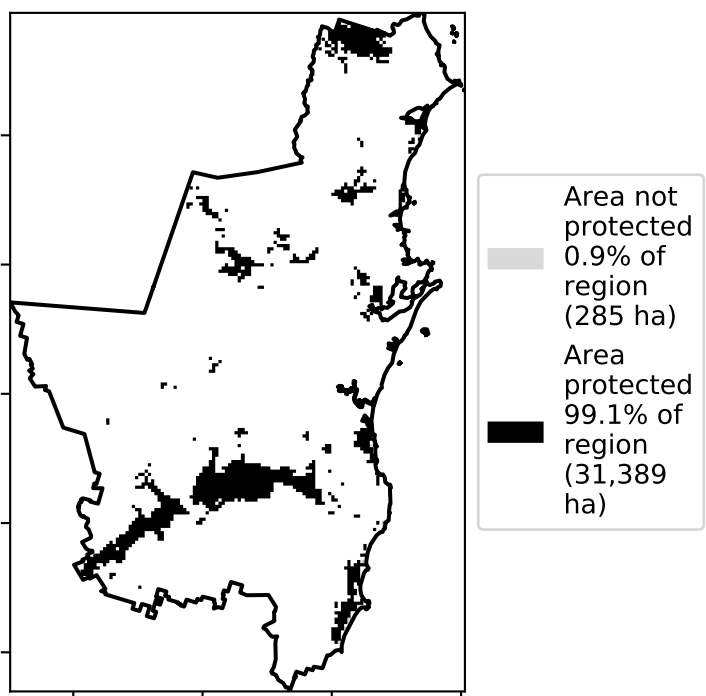 Area not
protected
0.9% of
region
(285 ha)
Area
protected
99.1% of
region
(31,389
ha)